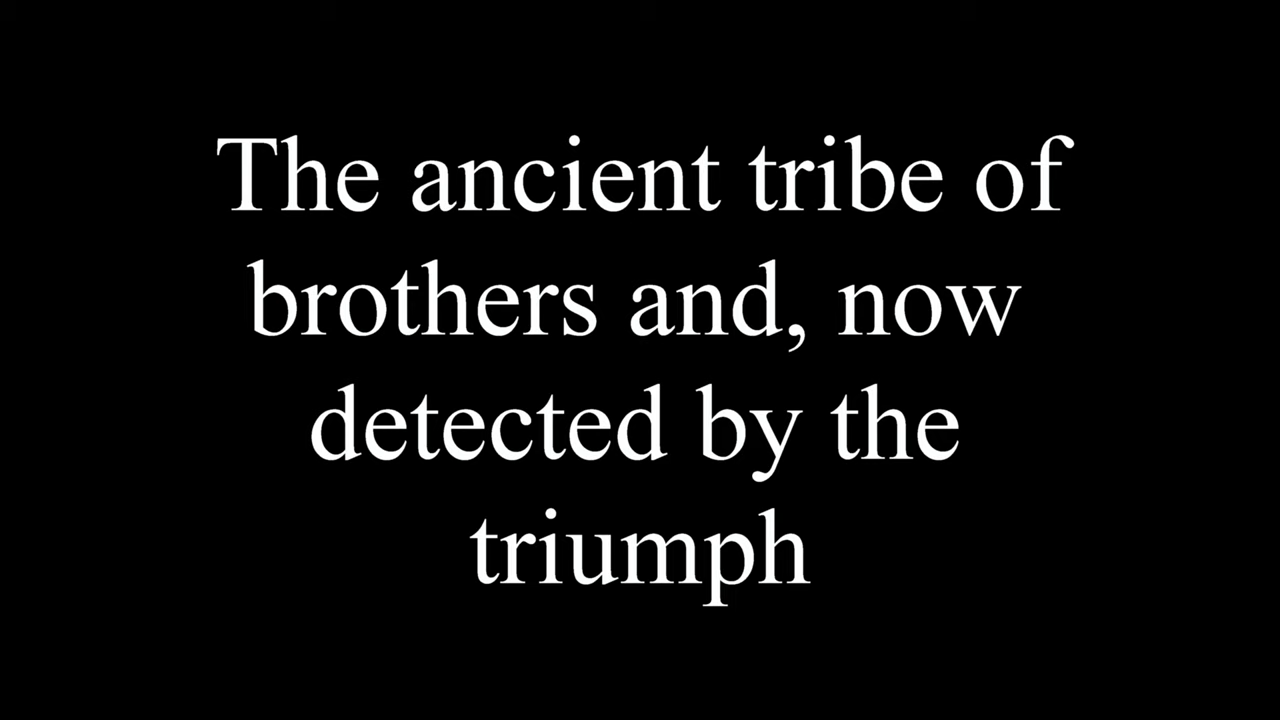 The ancient tribe of
brothers and, now
detected by the
triumph